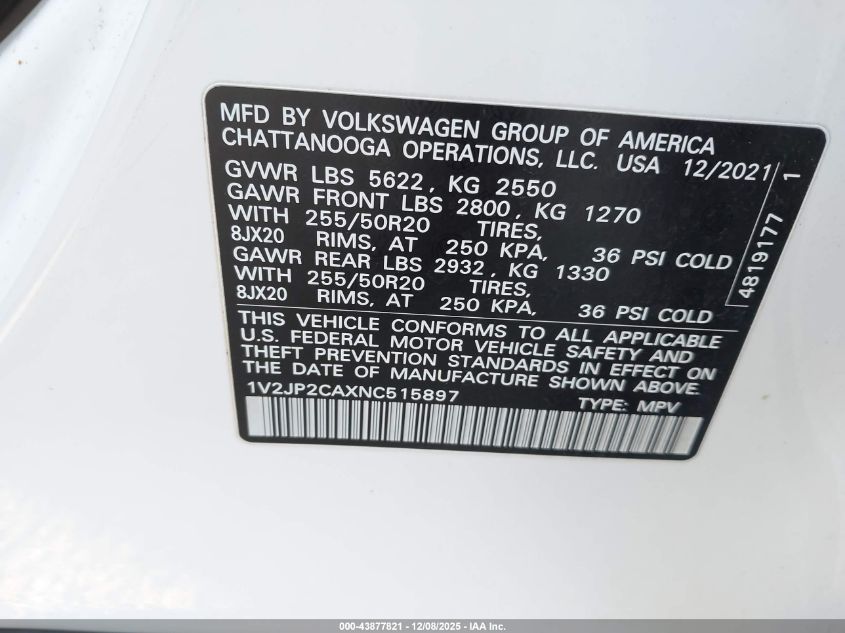 MFD BY VOLKSWAGEN GROUP OF AMERICA
CHATTANOOGA OPERATIONS, LLC. USA 12/2021
GVWR LBS 5622, KG 2550
GAWR FRONT LBS 2800, KG 1270
WITH 255/50R20 TIRES,
8JX20 RIMS, AT 250 KPA, 36 PSI COLD
GAWR REAR LBS 2932, KG 1330
WITH 255/50R20 TIRES,
8JX20 RIMS, AT 250 KPA, 36 PSI COLD
4819177 1
THIS VEHICLE CONFORMS TO ALL APPLICABLE
U.S. FEDERAL MOTOR VEHICLE SAFETY AND
THEFT PREVENTION STANDARDS IN EFFECT ON
THE DATE OF MANUFACTURE SHOWN ABOVE.
1V2JP2CAXNC515897 TYPE: MPV
000-43877821 - 12/08/2025 - IAA Inc.